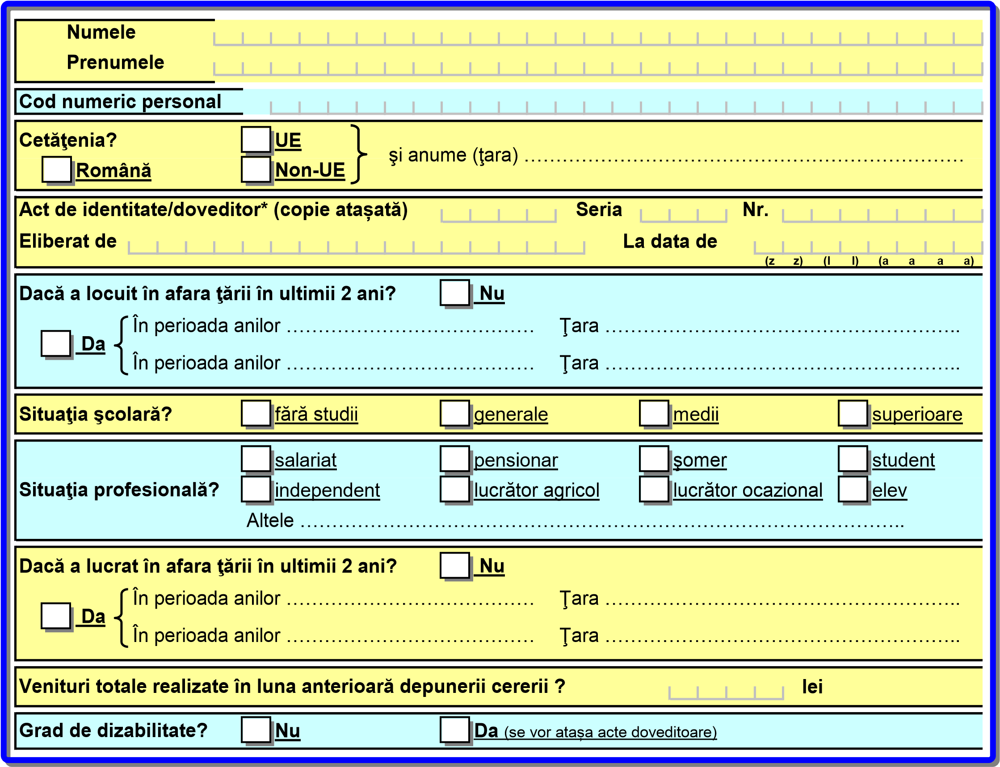 Numele
Prenumele
Cod numeric personal
Cetăţenia? UE
Română Non-UE şi anume (ţara) ......................................................................
Act de identitate/doveditor* (copie atașată) Seria Nr.
Eliberat de La data de
(z z) (l l) (a a a a)
Dacă a locuit în afara ţării în ultimii 2 ani? Nu
În perioada anilor ....................................... Ţara ........................................................
Da
În perioada anilor ....................................... Ţara ........................................................
Situaţia şcolară? fără studii generale medii superioare
salariat pensionar şomer student
Situaţia profesională? independent lucrător agricol lucrător ocazional elev
Altele ................................................................................................
Dacă a lucrat în afara ţării în ultimii 2 ani? Nu
În perioada anilor ....................................... Ţara ........................................................
Da
În perioada anilor ....................................... Ţara ........................................................
Venituri totale realizate în luna anterioară depunerii cererii ? lei
Grad de dizabilitate? Nu Da (se vor atașa acte doveditoare)